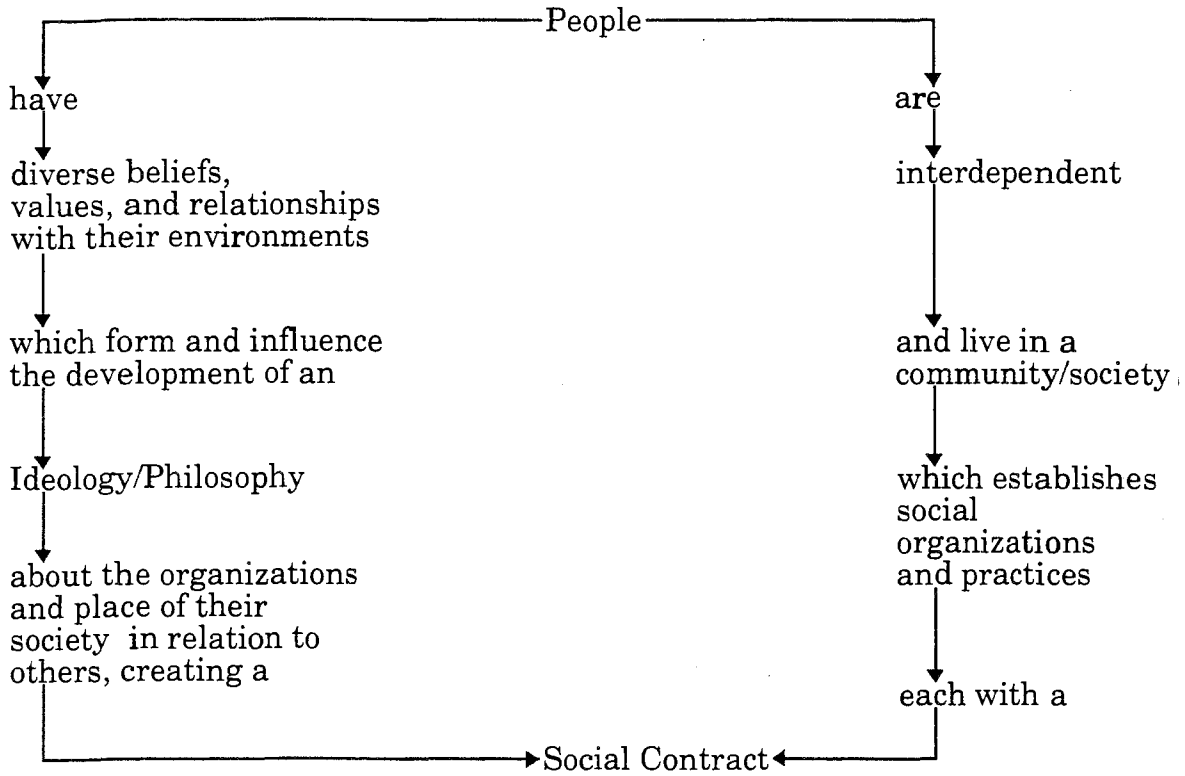 People
have
diverse beliefs,
values, and relationships
with their environments
which form and influence
the development of an
Ideology/Philosophy
about the organizations
and place of their
society in relation to
others, creating a
are
interdependent
and live in a
community/society
which establishes
social
organizations
and practices
each with a
Social Contract